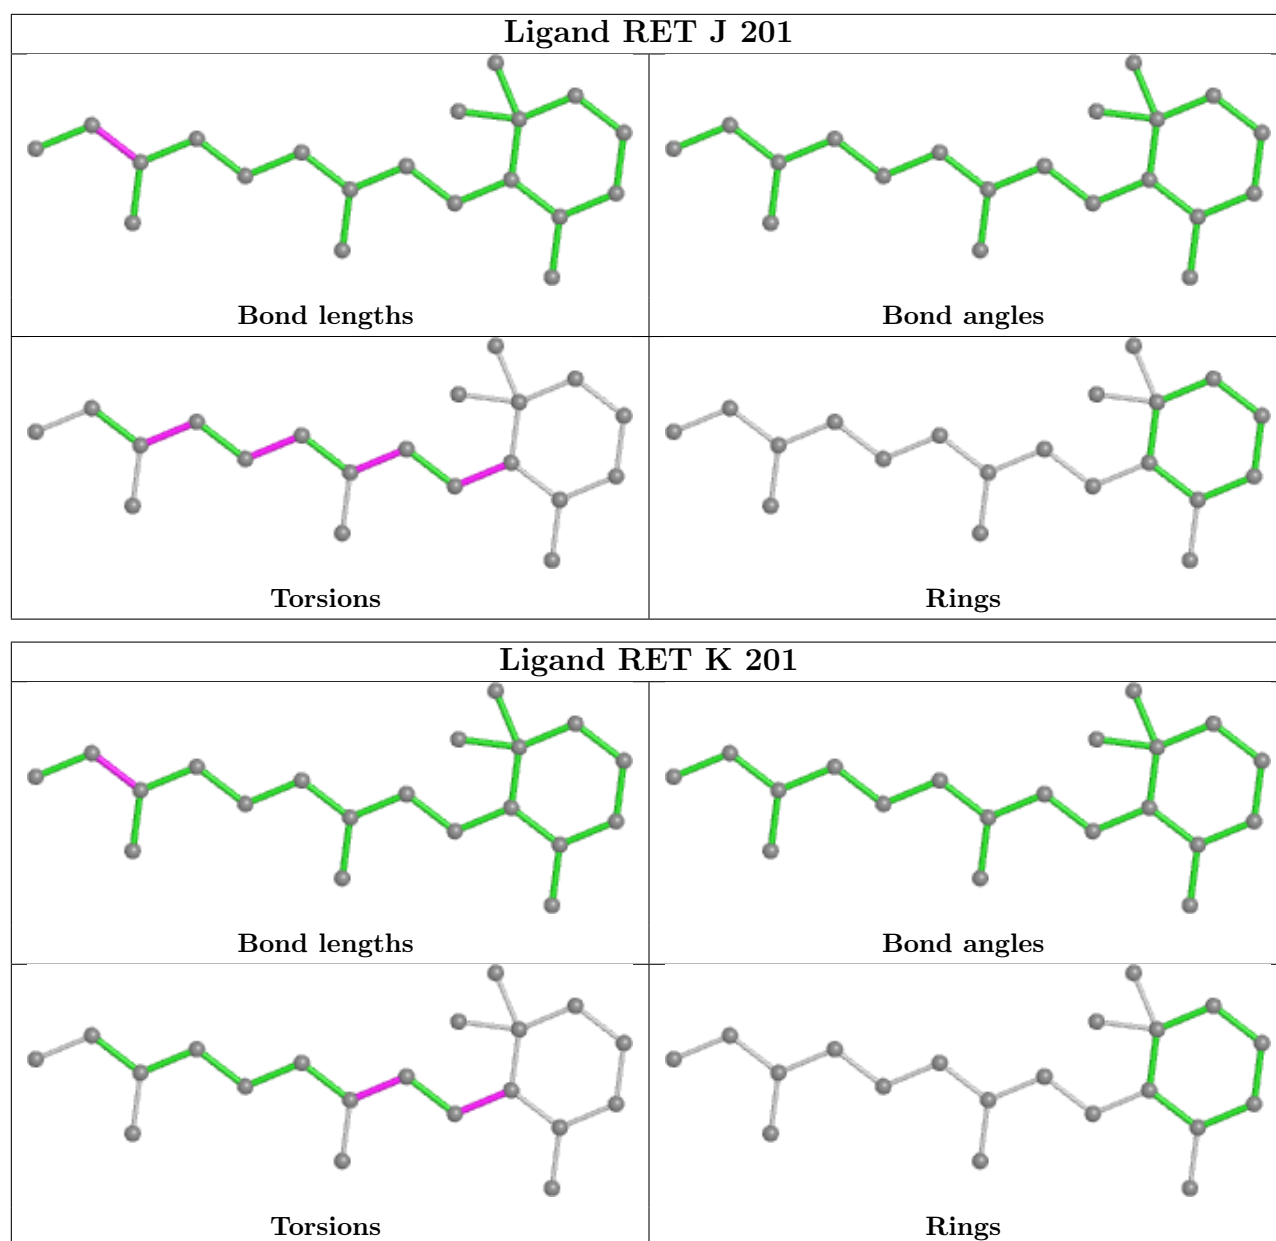 Ligand RET J 201
Bond lengths
Bond angles
Torsions
Rings
Ligand RET K 201
Bond lengths
Bond angles
Torsions
Rings